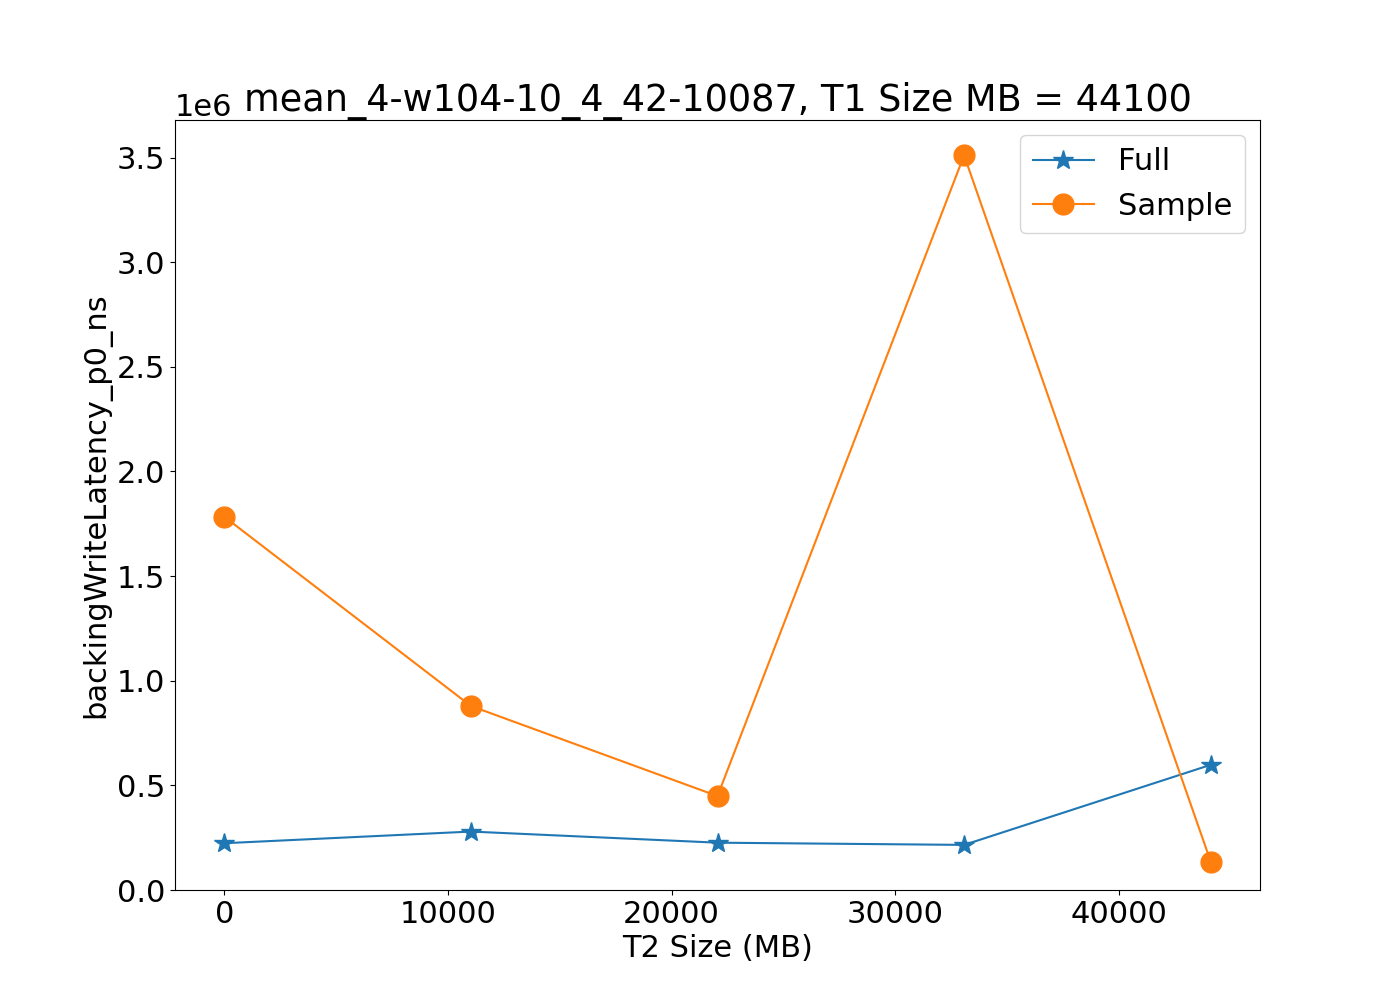 1e6
mean_4-w104-10_4_42-10087, T1 Size MB = 44100
Full
Sample
3.5
3.0
2.5
2.0
1.5
1.0
0.5
0.0
backingWriteLatency_p0_ns
0 10000 20000 30000 40000
T2 Size (MB)